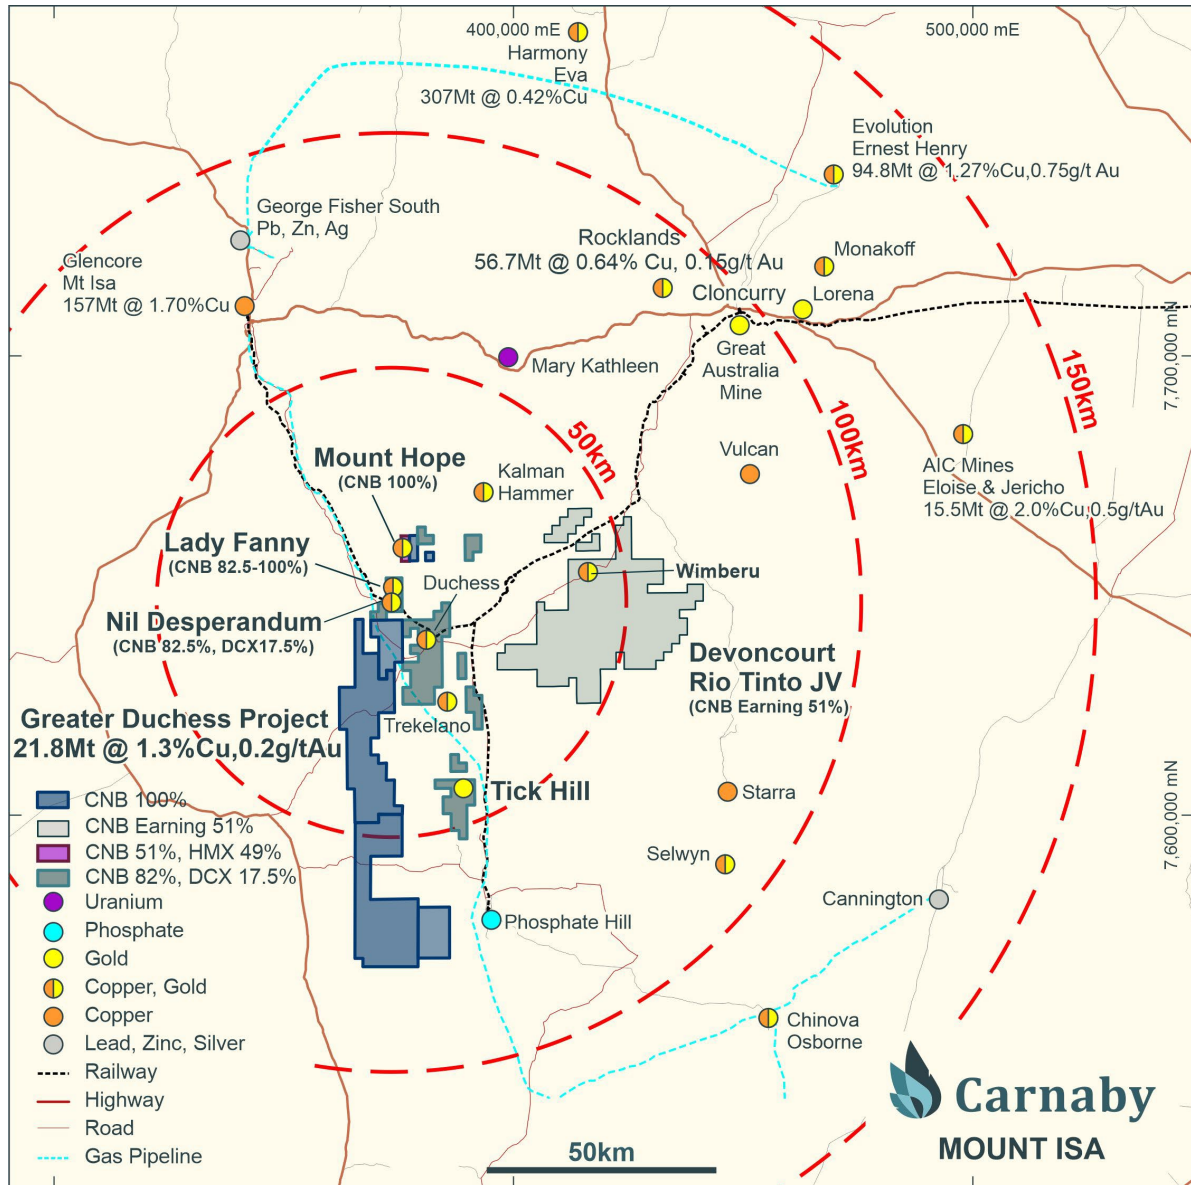 400,000 mE
500,000 mE
Harmony
Eva
307Mt @ 0.42%Cu
Evolution
Ernest Henry
94.8Mt @ 1.27%Cu,0.75g/t Au
George Fisher South
Pb, Zn, Ag
Glencore
Mt Isa
157Mt @ 1.70%Cu
Rocklands
56.7Mt @ 0.64% Cu, 0.15g/t Au
Monakoff
Cloncurry
Lorena
Great
Australia
Mine
Mary Kathleen
7,700,000 mN
150km
100km
50km
Mount Hope
(CNB 100%)
Kalman
Hammer
Vulcan
AIC Mines
Eloise & Jericho
15.5Mt @ 2.0%Cu,0.5g/tAu
Lady Fanny
(CNB 82.5-100%)
Duchess
Wimberu
Nil Desperandum
(CNB 82.5%, DCX17.5%)
Devoncourt
Rio Tinto JV
(CNB Earning 51%)
Greater Duchess Project
21.8Mt @ 1.3%Cu,0.2g/tAu
Trekelano
Tick Hill
Starra
Selwyn
7,600,000 mN
Cannington
Phosphate Hill
Chinova
Osborne
CNB 100%
CNB Earning 51%
CNB 51%, HMX 49%
CNB 82%, DCX 17.5%
Uranium
Phosphate
Gold
Copper, Gold
Copper
Lead, Zinc, Silver
Railway
Highway
Road
Gas Pipeline
50km
Carnaby
MOUNT ISA